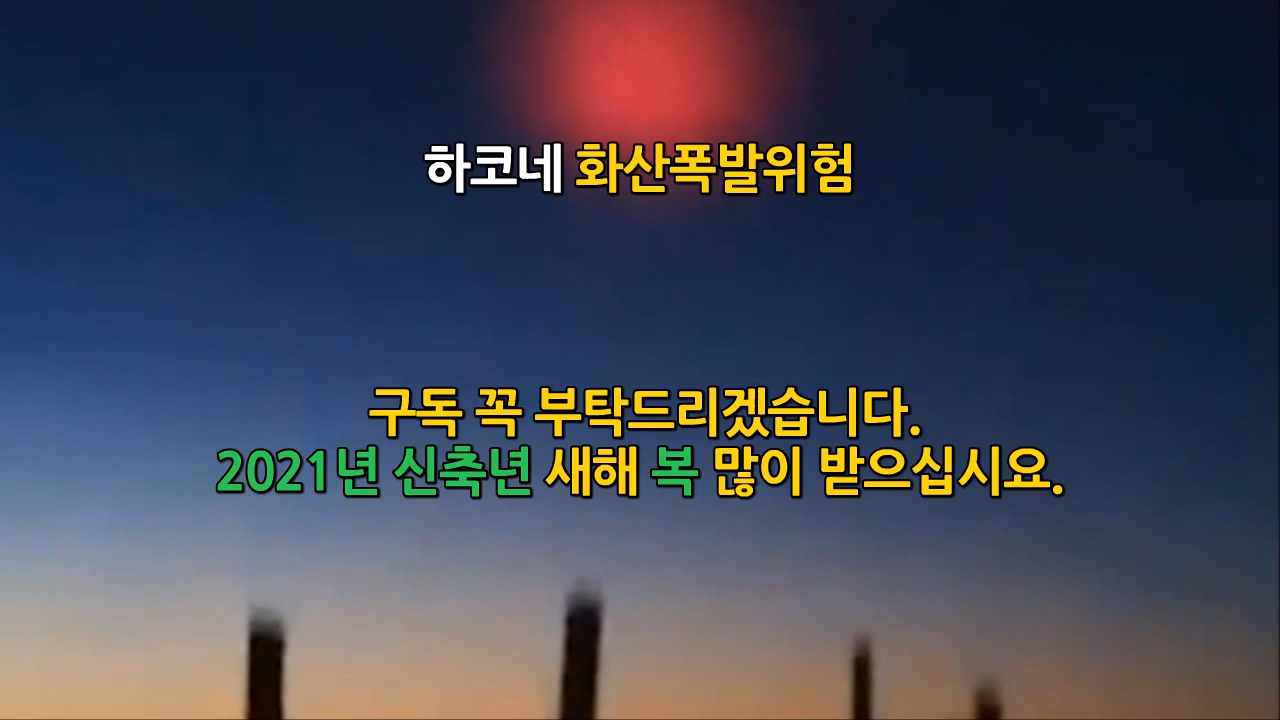 하코네 화산폭발위험
구독 꼭 부탁드리겠습니다.
2021년 신축년 새해 복 많이 받으십시요.